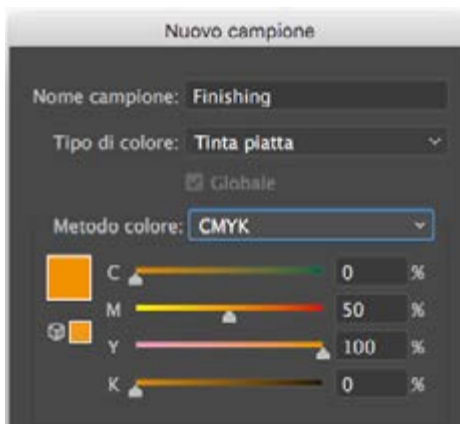 Nuovo campione
Nome campione: Finishing
Tipo di colore: Tinta piatta
Globale
Metodo colore: CMYK
C 0 %
M 50 %
Y 100 %
K 0 %